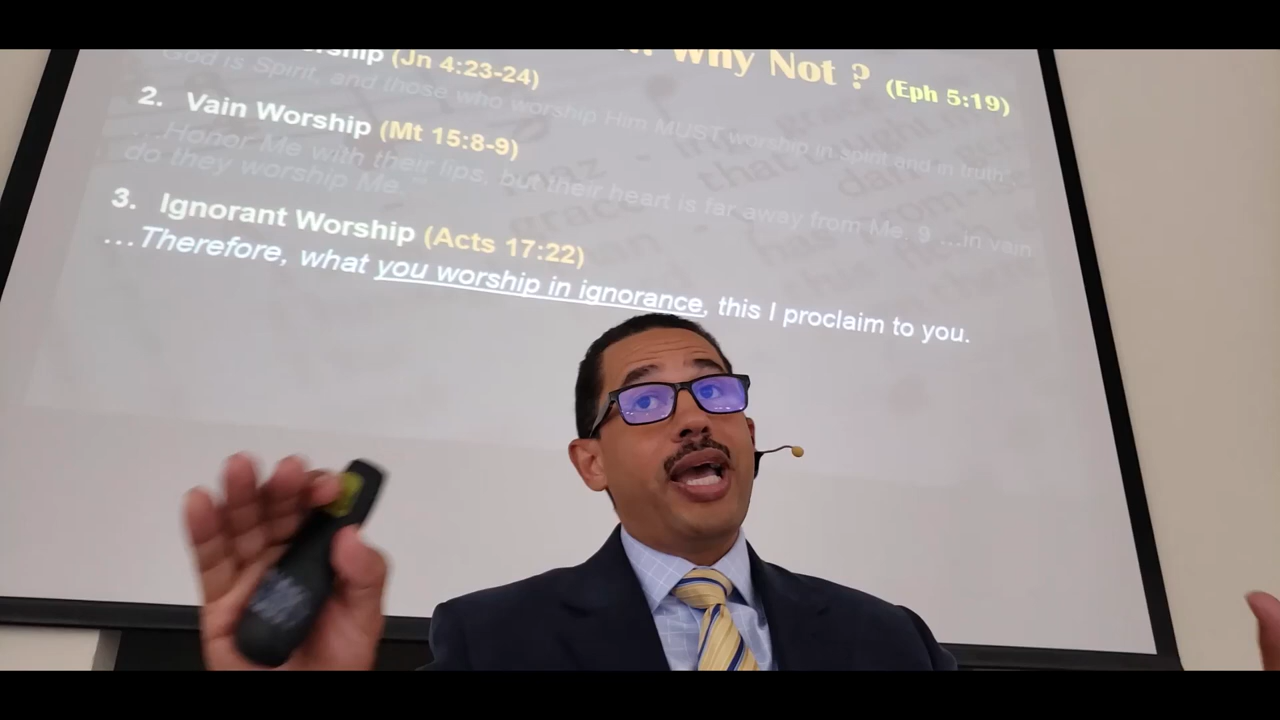 Why Not ? (Eph 5:19)
(Jn 4:23-24)
God is Spirit, and those who worship Him MUST worship in spirit and in truth"
2. Vain Worship (Mt 15:8-9)
...Honor Me with their lips, but their heart is far away from Me. 9 ...in vain
do they worship Me."
3. Ignorant Worship (Acts 17:22)
...Therefore, what you worship in ignorance, this I proclaim to you.